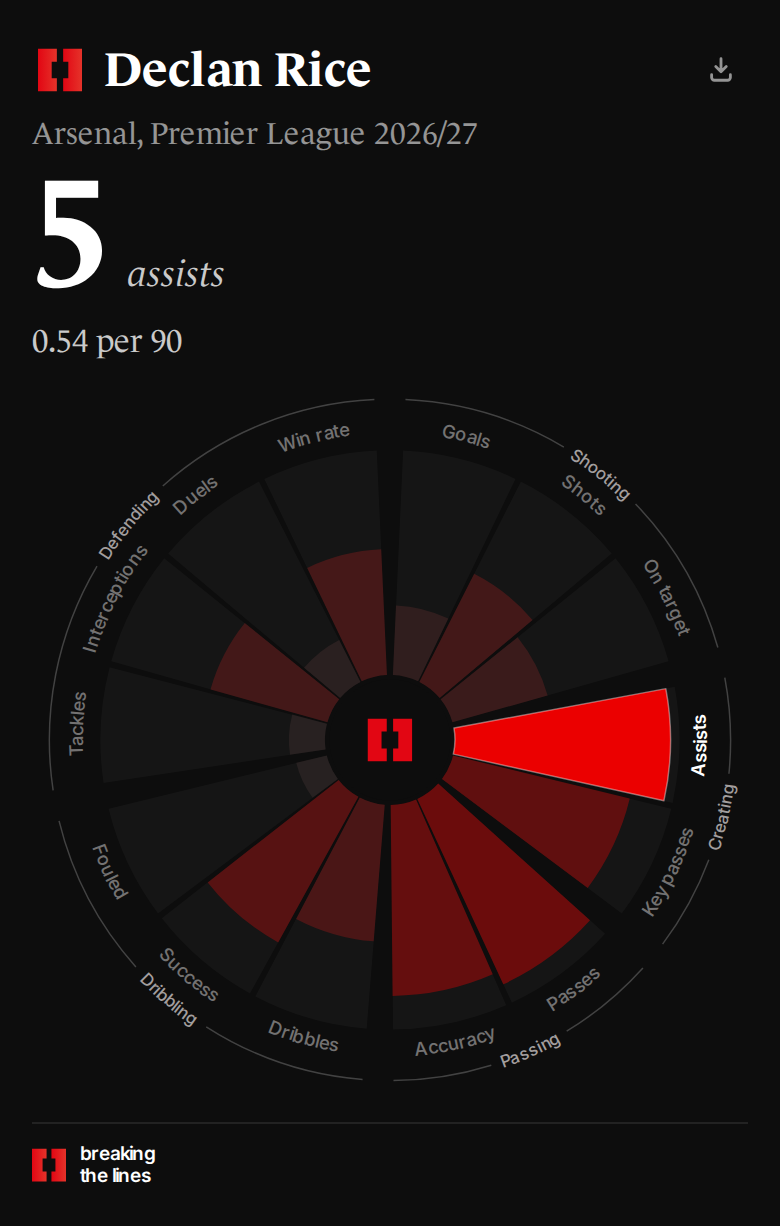 Declan Rice
Arsenal, Premier League 2026/27
5 assists
0.54 per 90
Win rate
Goals
Shooting
Shots
Duels
Defending
Interceptions
On target
Tackles
Assists
Creating
Key passes
Fouled
Success
Dribbling
Dribbles
Accuracy
Passing
Passes
breaking
the lines